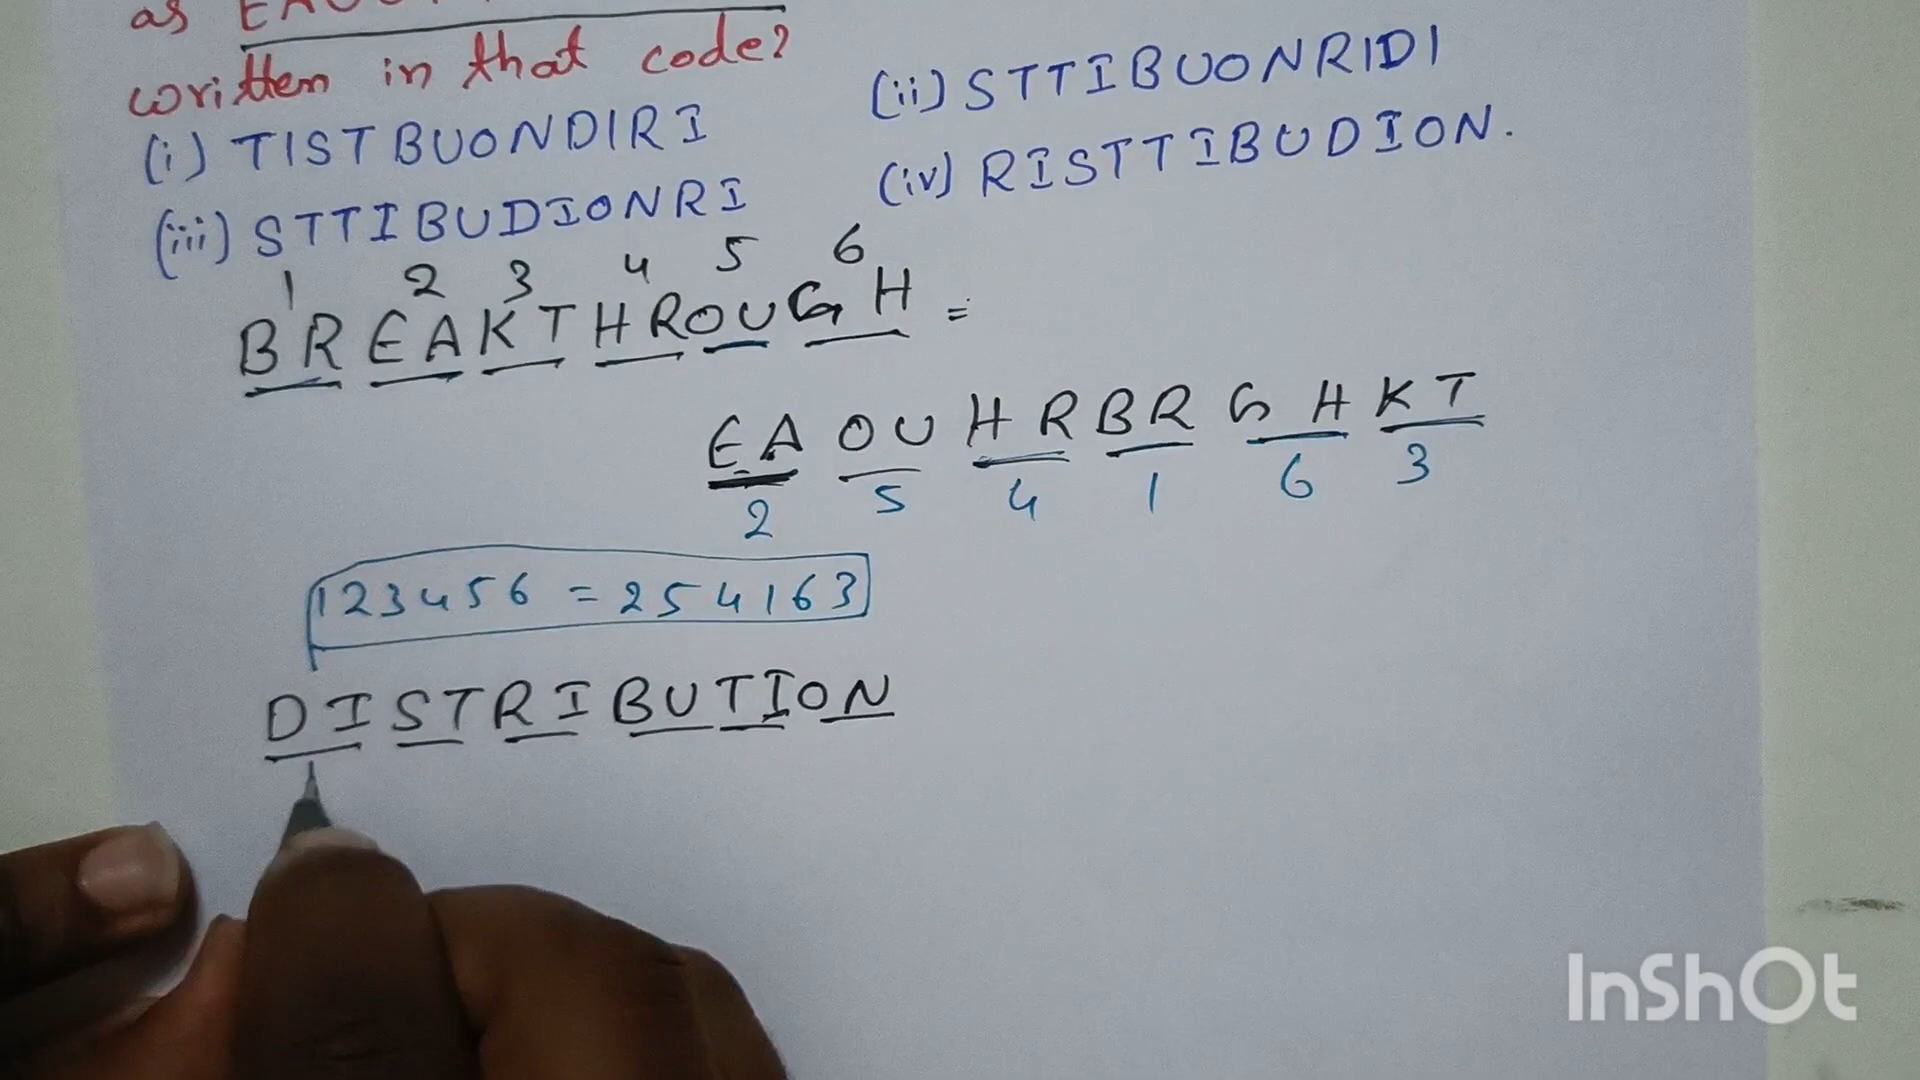 as
written in that code?
(i) TISTBUONDIRI
(ii) STTIBUONRIDI
(iii) STTIBUDIONRI
(iv) RISTTIBUDION.
1 2 3 4 5 6
BREAKTHROUGH =
EA OU HR BR GH KT
2 5 4 1 6 3
123456 = 254163
DISTRIBUTION
InShOt